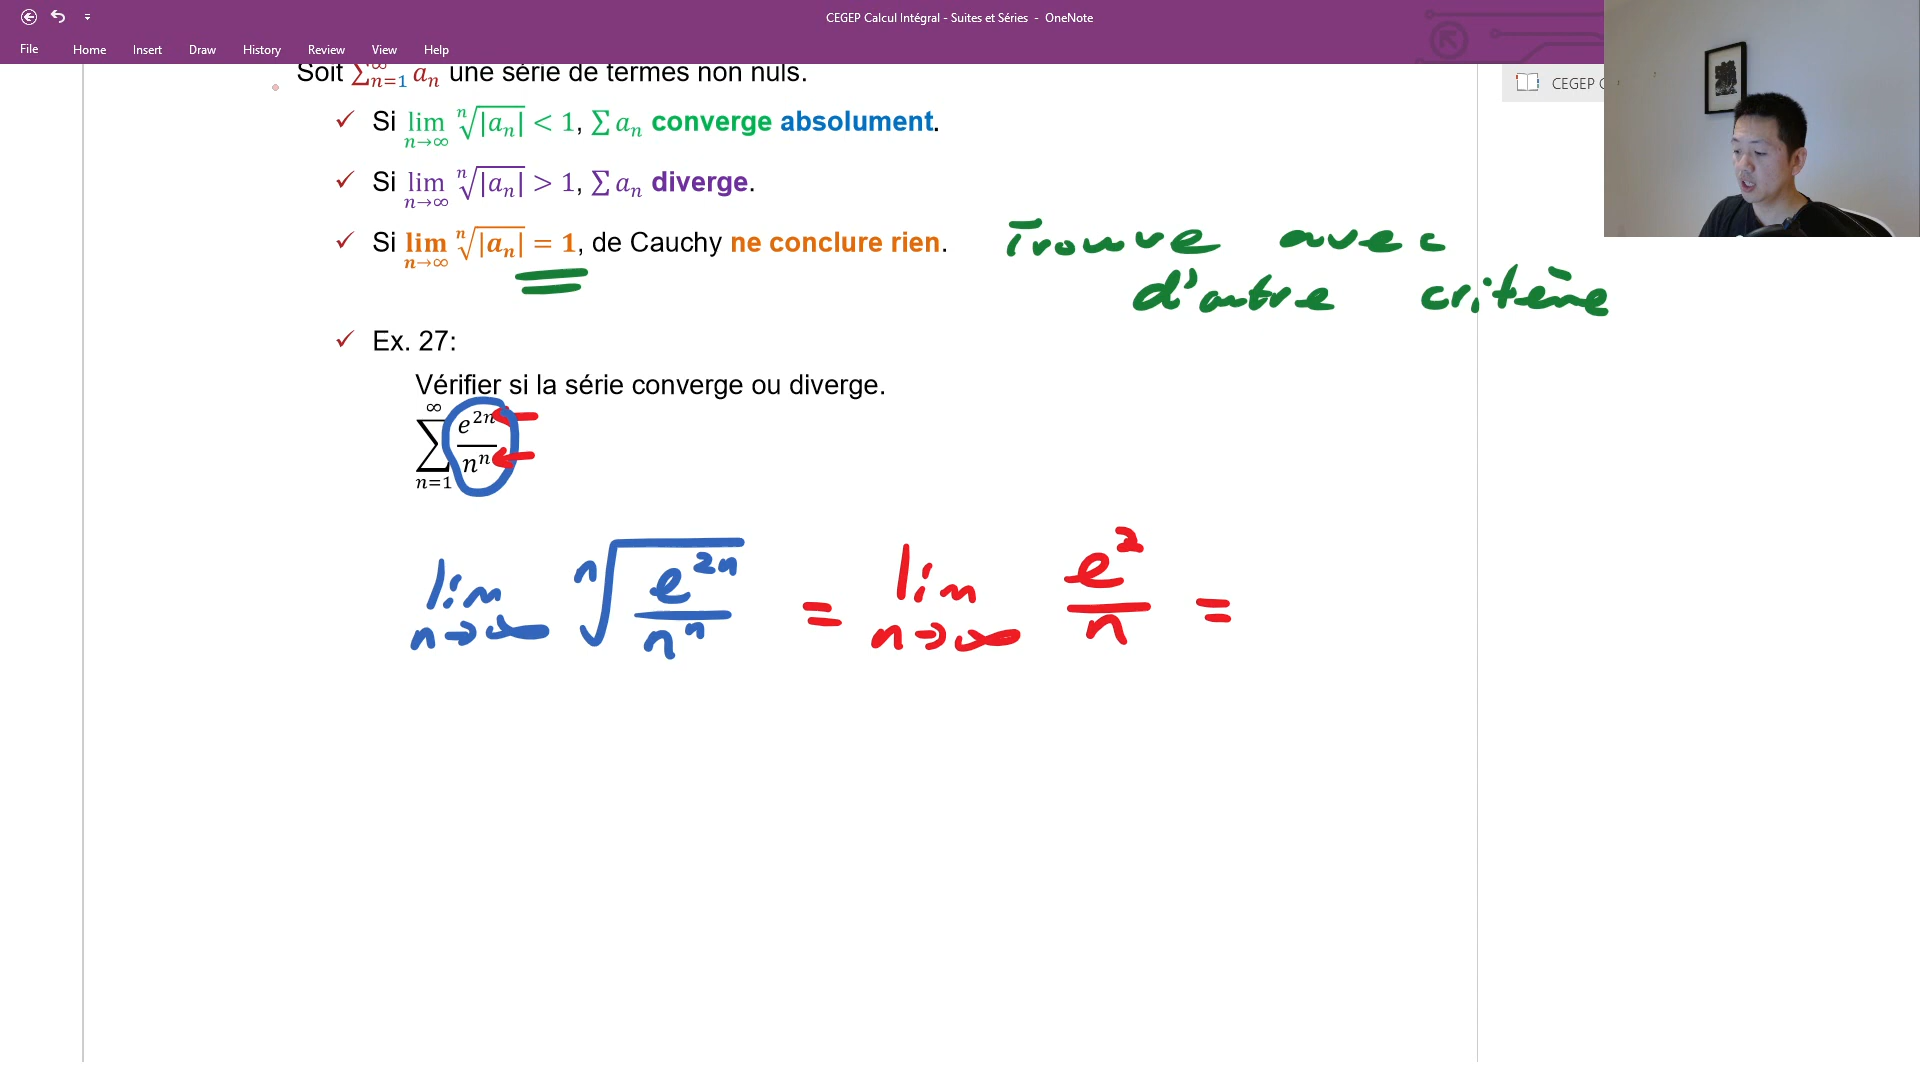 CEGEP Calcul Intégral - Suites et Séries - OneNote
File Home Insert Draw History Review View Help
CEGEP C
Soit ∑_{n=1}^{∞} a_n une série de termes non nuls.
✓ Si lim_{n→∞} ⁿ√|a_n| < 1, ∑ a_n converge absolument.
✓ Si lim_{n→∞} ⁿ√|a_n| > 1, ∑ a_n diverge.
✓ Si lim_{n→∞} ⁿ√|a_n| = 1, de Cauchy ne conclure rien.
Trouve avec
d'autre critère
✓ Ex. 27:
Vérifier si la série converge ou diverge.
∑_{n=1}^{∞} e^{2n}/n^n
lim_{n→∞} ⁿ√(e^{2n}/n^n) = lim_{n→∞} e^2/n =